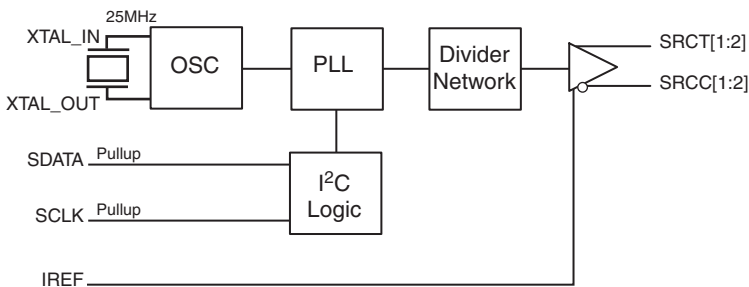 25MHz
XTAL_IN
OSC
PLL
Divider
Network
SRCT[1:2]
SRCC[1:2]
XTAL_OUT
SDATA Pullup
I²C
Logic
SCLK Pullup
IREF